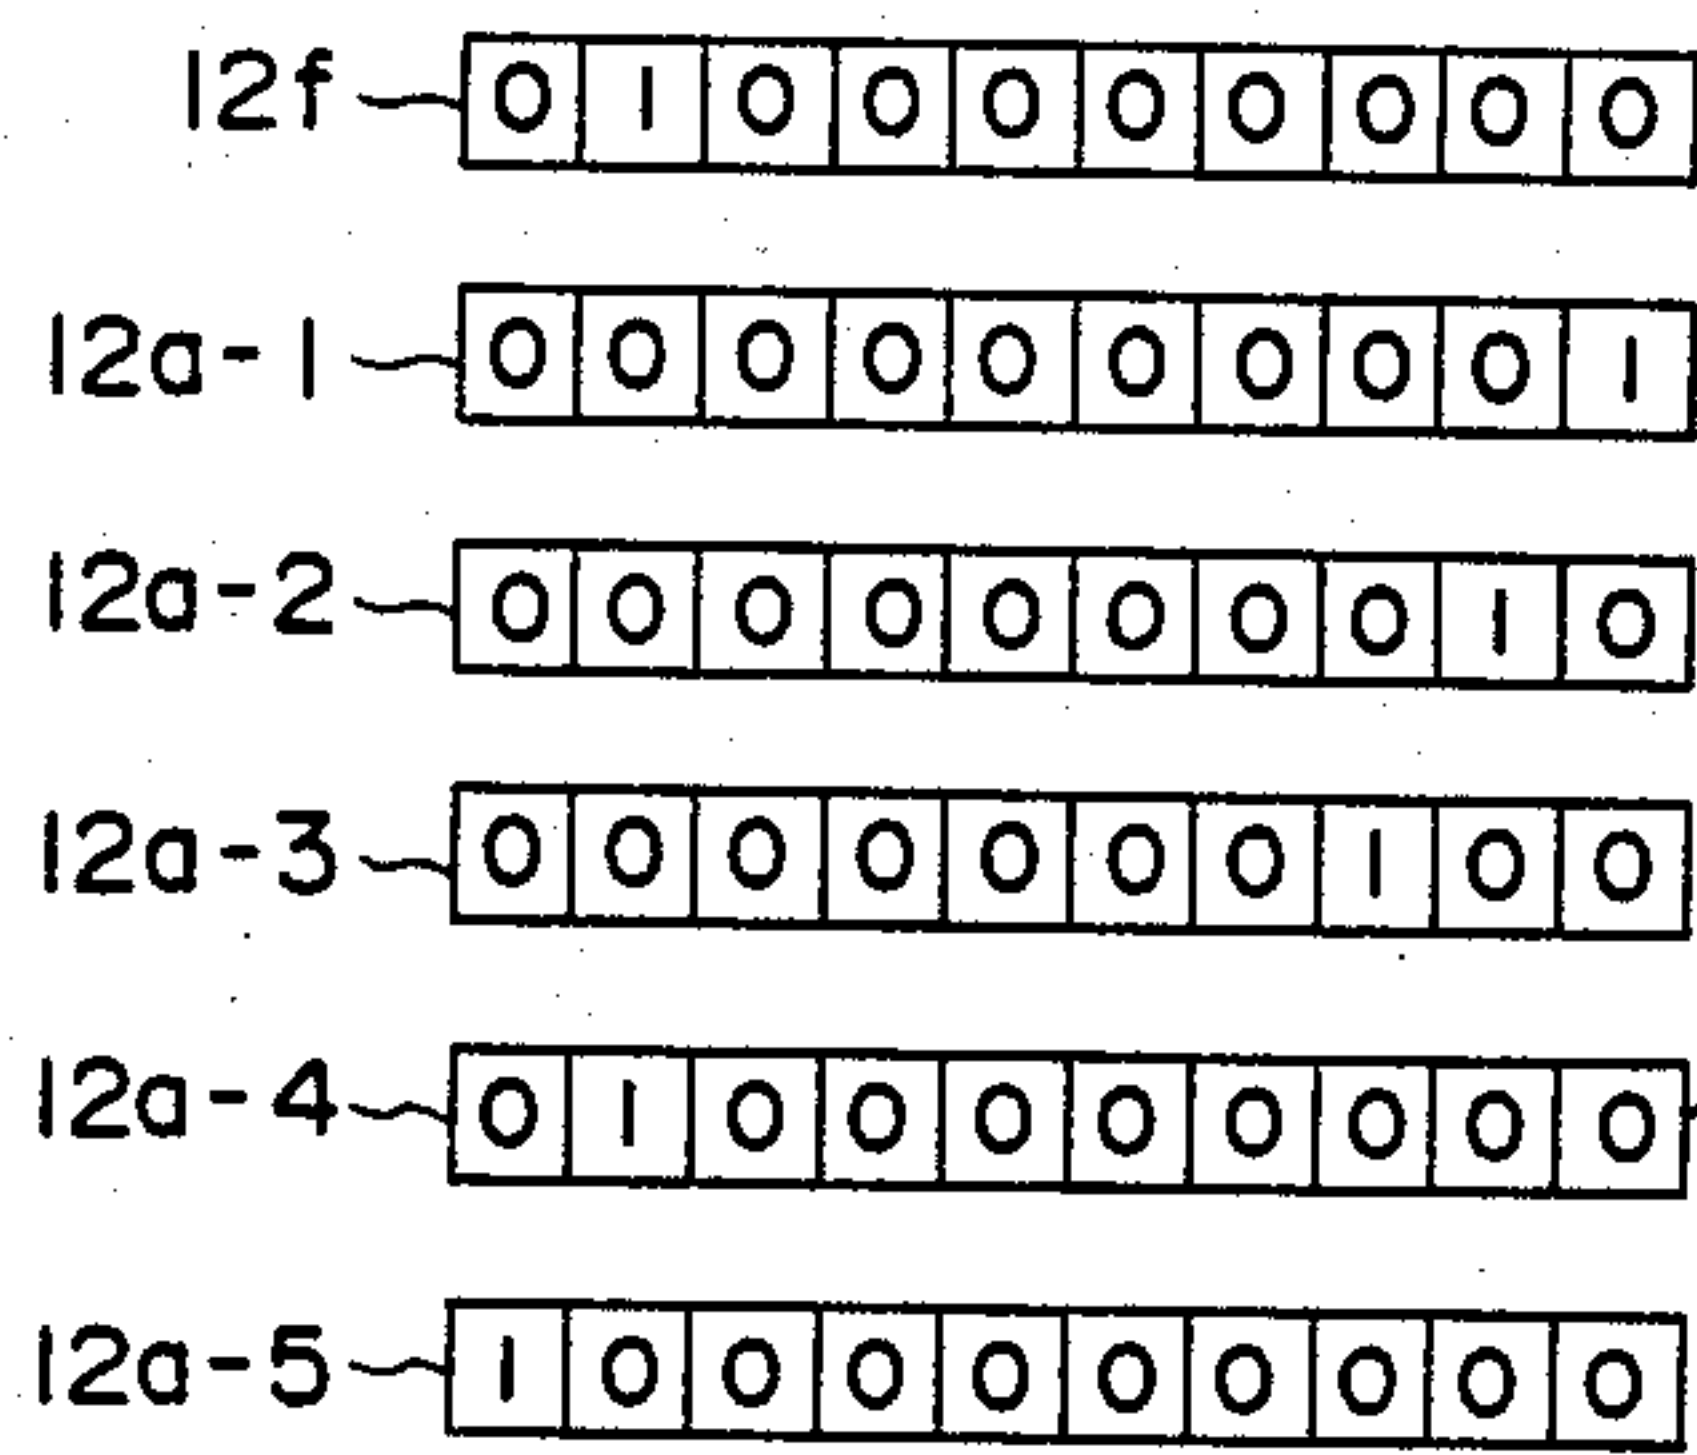 12f 0 1 0 0 0 0 0 0 0 0
12a-1 0 0 0 0 0 0 0 0 0 1
12a-2 0 0 0 0 0 0 0 0 1 0
12a-3 0 0 0 0 0 0 0 1 0 0
12a-4 0 1 0 0 0 0 0 0 0 0
12a-5 1 0 0 0 0 0 0 0 0 0